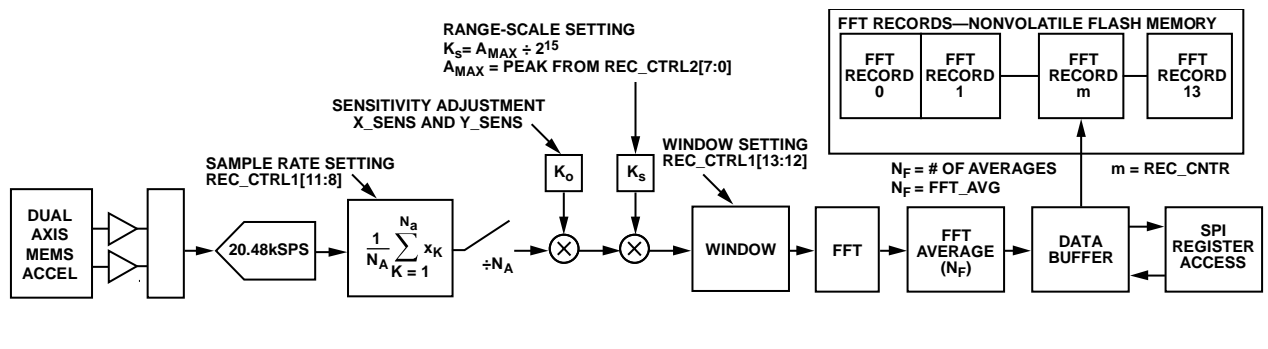 RANGE-SCALE SETTING
Ks= AMAX ÷ 2^15
AMAX = PEAK FROM REC_CTRL2[7:0]
FFT RECORDS—NONVOLATILE FLASH MEMORY
FFT
RECORD
0
FFT
RECORD
1
FFT
RECORD
m
FFT
RECORD
13
SENSITIVITY ADJUSTMENT
X_SENS AND Y_SENS
SAMPLE RATE SETTING
REC_CTRL1[11:8]
WINDOW SETTING
REC_CTRL1[13:12]
NF = # OF AVERAGES
NF = FFT_AVG
m = REC_CNTR
Ko
Ks
DUAL
AXIS
MEMS
ACCEL
20.48kSPS
Na
1
NA
∑ xK
K = 1
÷NA
×
×
WINDOW
FFT
FFT
AVERAGE
(NF)
DATA
BUFFER
SPI
REGISTER
ACCESS